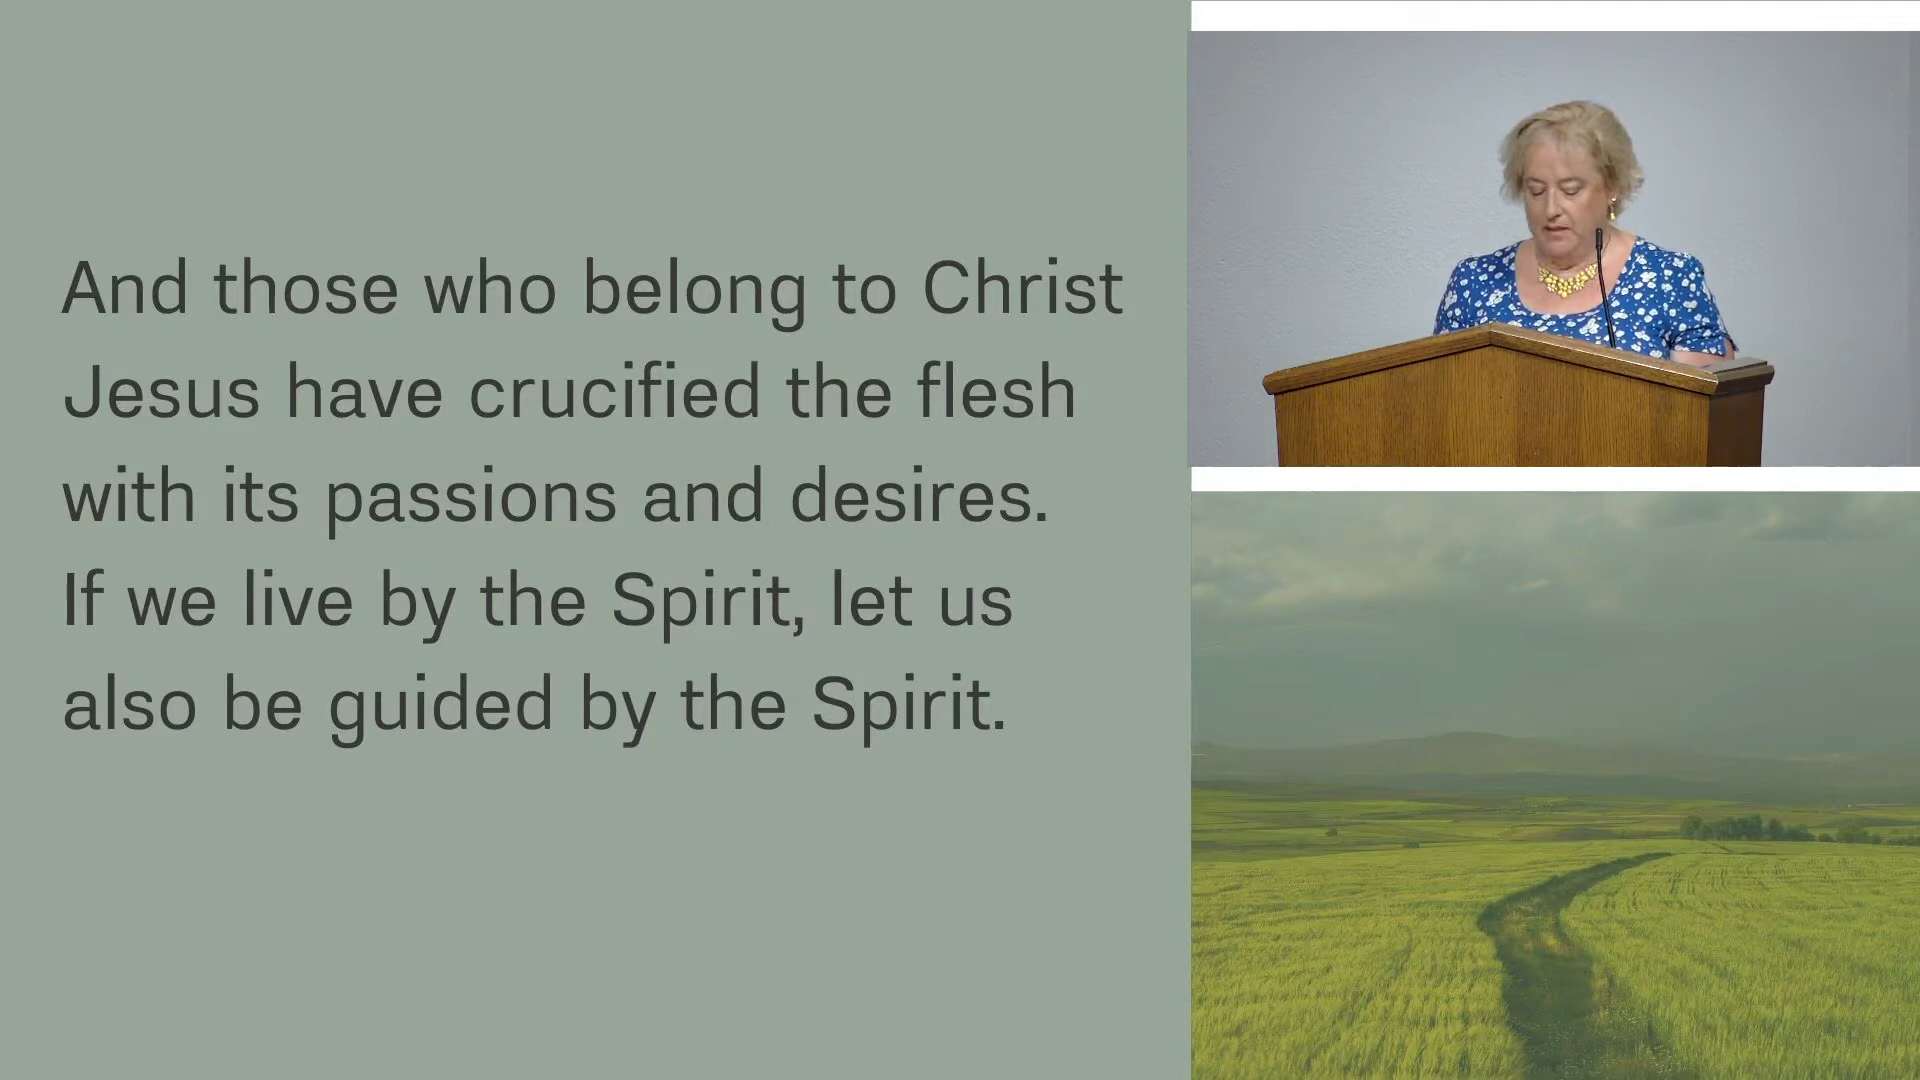 And those who belong to Christ
Jesus have crucified the flesh
with its passions and desires.
If we live by the Spirit, let us
also be guided by the Spirit.